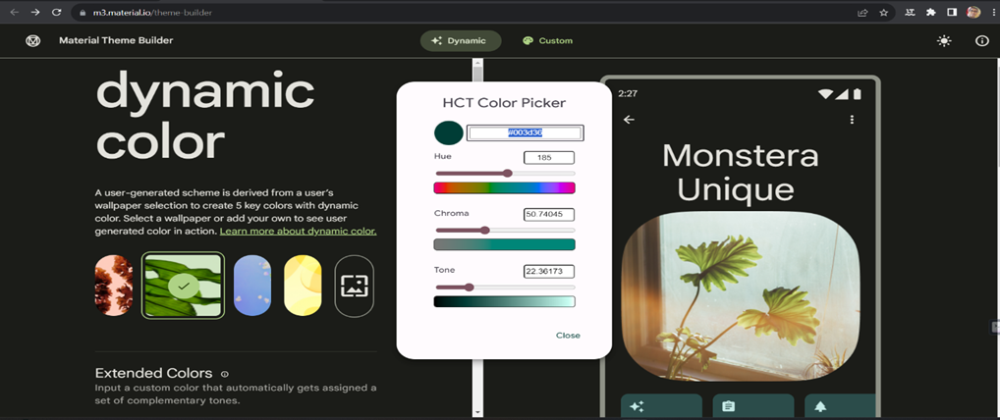 m3.material.io/theme-builder
Material Theme Builder
Dynamic
Custom
dynamic
color
A user-generated scheme is derived from a user's
wallpaper selection to create 5 key colors with dynamic
color. Select a wallpaper or add your own to see user
generated color in action. Learn more about dynamic color.
Extended Colors
Input a custom color that automatically gets assigned a
set of complementary tones.
HCT Color Picker
#003d36
Hue
185
Chroma
50.74045
Tone
22.36173
Close
2:27
Monstera
Unique